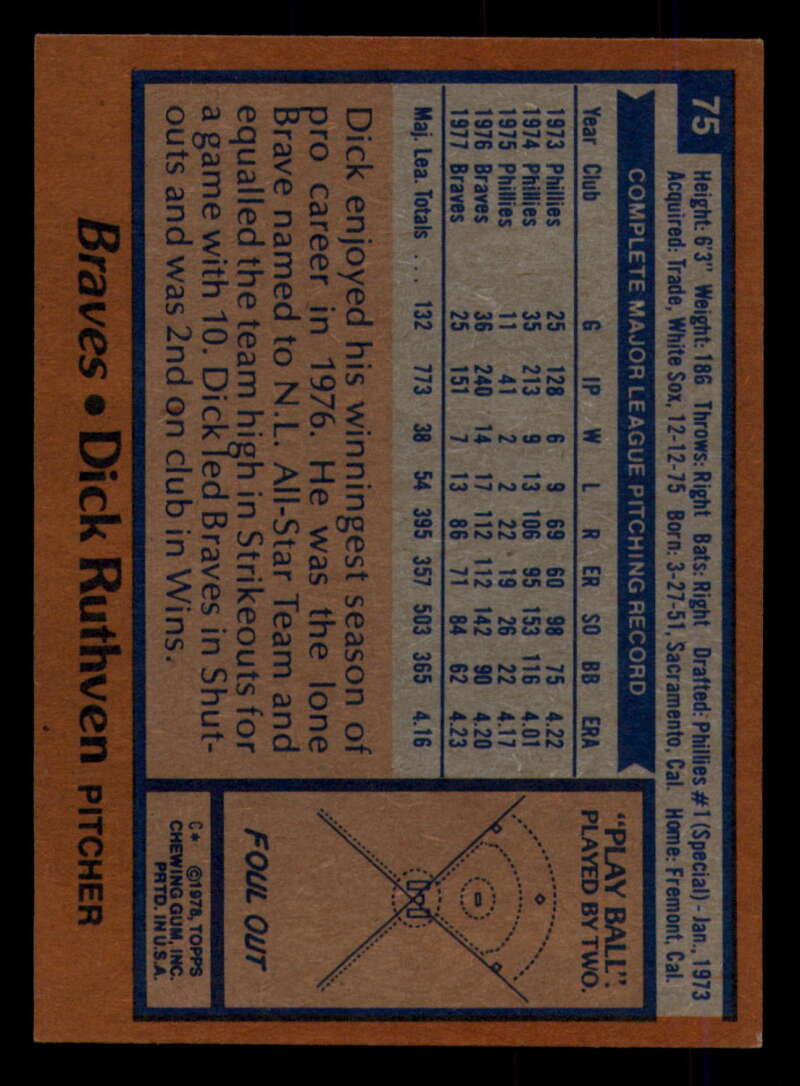 75
Height: 6'3" Weight: 186 Throws: Right Bats: Right Drafted: Phillies #1 (Special) - Jan., 1973
Acquired: Trade, White Sox, 12-12-75 Born: 3-27-51, Sacramento, Cal. Home: Fremont, Cal.
COMPLETE MAJOR LEAGUE PITCHING RECORD
Year Club G IP W L R ER SO BB ERA
1973 Phillies 25 128 6 9 69 60 98 75 4.22
1974 Phillies 35 213 9 13 106 95 153 116 4.01
1975 Phillies 11 41 2 2 22 19 26 22 4.17
1976 Braves 36 240 14 17 112 112 142 90 4.20
1977 Braves 25 151 7 13 86 71 84 62 4.23
Maj. Lea. Totals . . . 132 773 38 54 395 357 503 365 4.16
Dick enjoyed his winningest season of
pro career in 1976. He was the lone
Brave named to N.L. All-Star Team and
equalled the team high in Strikeouts for
a game with 10. Dick led Braves in Shut-
outs and was 2nd on club in Wins.
"PLAY BALL":
PLAYED BY TWO.
FOUL OUT
C* ©1978, TOPPS
CHEWING GUM, INC.
PRTD. IN U.S.A.
Braves • Dick Ruthven PITCHER